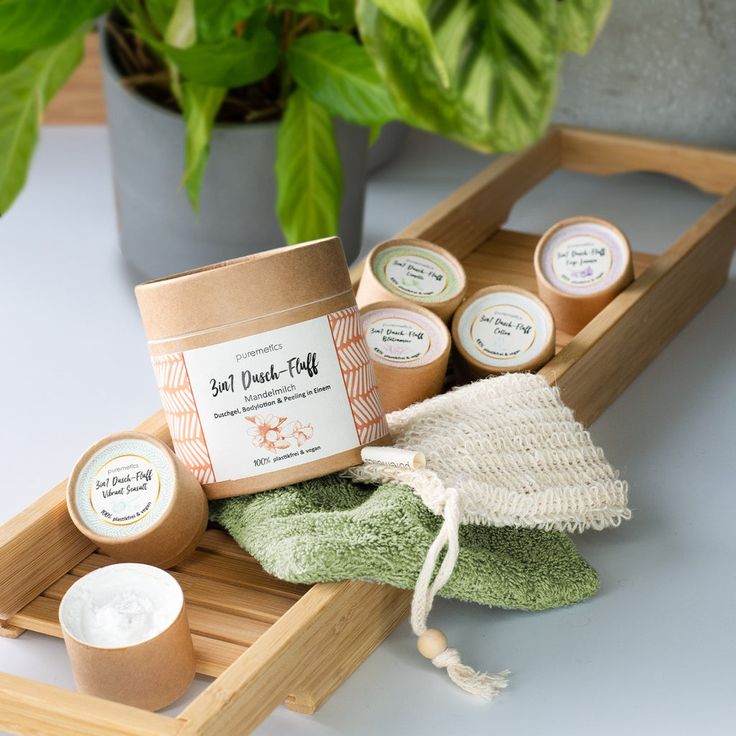 puremetics
3in1 Dusch-Fluff
Mandelmilch
Duschgel, Bodylotion & Peeling in Einem
100% plastikfrei & vegan
puremetics
3in1 Dusch-Fluff
Vibrant Seasalt
100% plastikfrei & vegan
3in1 Dusch-Fluff
3in1 Dusch-Fluff
3in1 Dusch-Fluff
Cotton
3in1 Dusch-Fluff